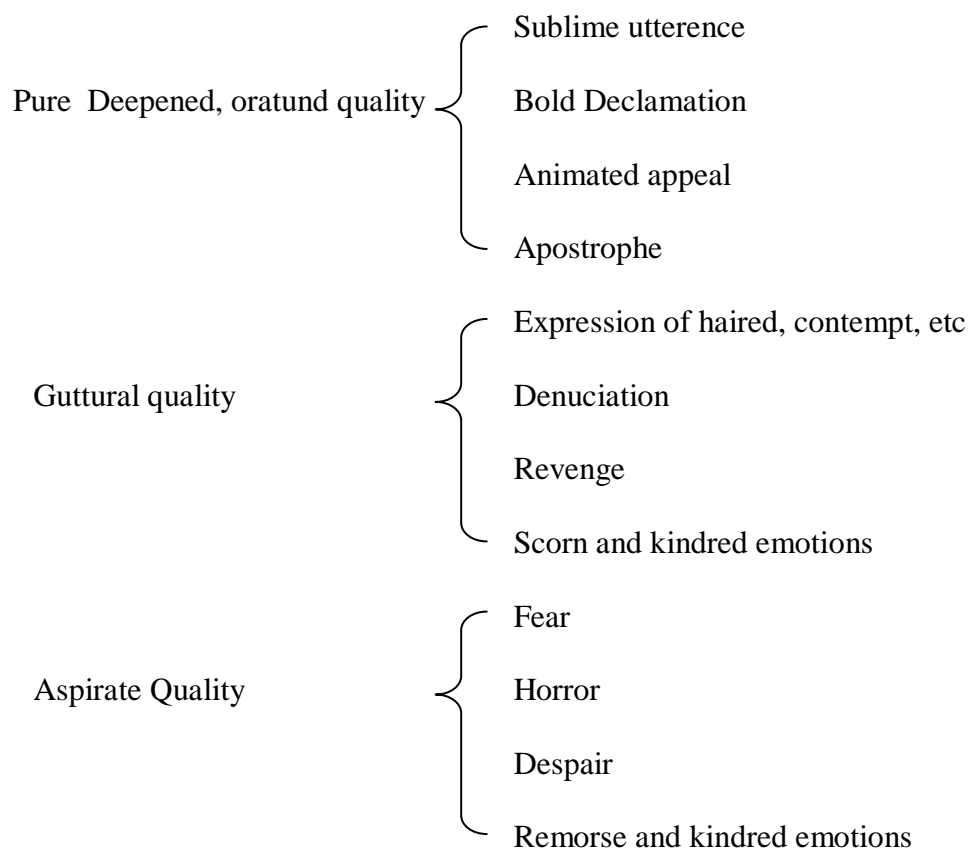 Sublime utterence
Pure Deepened, oratund quality
Bold Declamation
Animated appeal
Apostrophe
Expression of haired, contempt, etc
Guttural quality
Denuciation
Revenge
Scorn and kindred emotions
Fear
Aspirate Quality
Horror
Despair
Remorse and kindred emotions